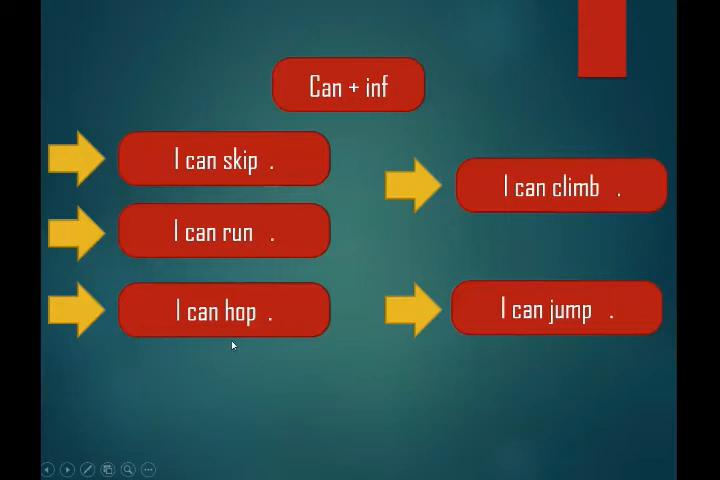 Can + inf
I can skip .
I can run .
I can hop .
I can climb .
I can jump .